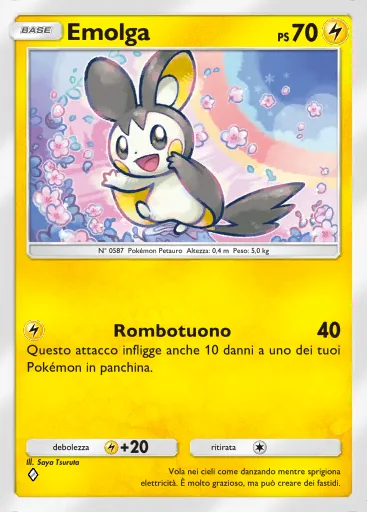 BASE
Emolga
PS 70
N° 0587 Pokémon Petauro Altezza: 0,4 m Peso: 5,0 kg
Rombotuono 40
Questo attacco infligge anche 10 danni a uno dei tuoi
Pokémon in panchina.
debolezza +20 ritirata
Ill. Saya Tsuruta
Vola nei cieli come danzando mentre sprigiona
elettricità. È molto grazioso, ma può creare dei fastidi.